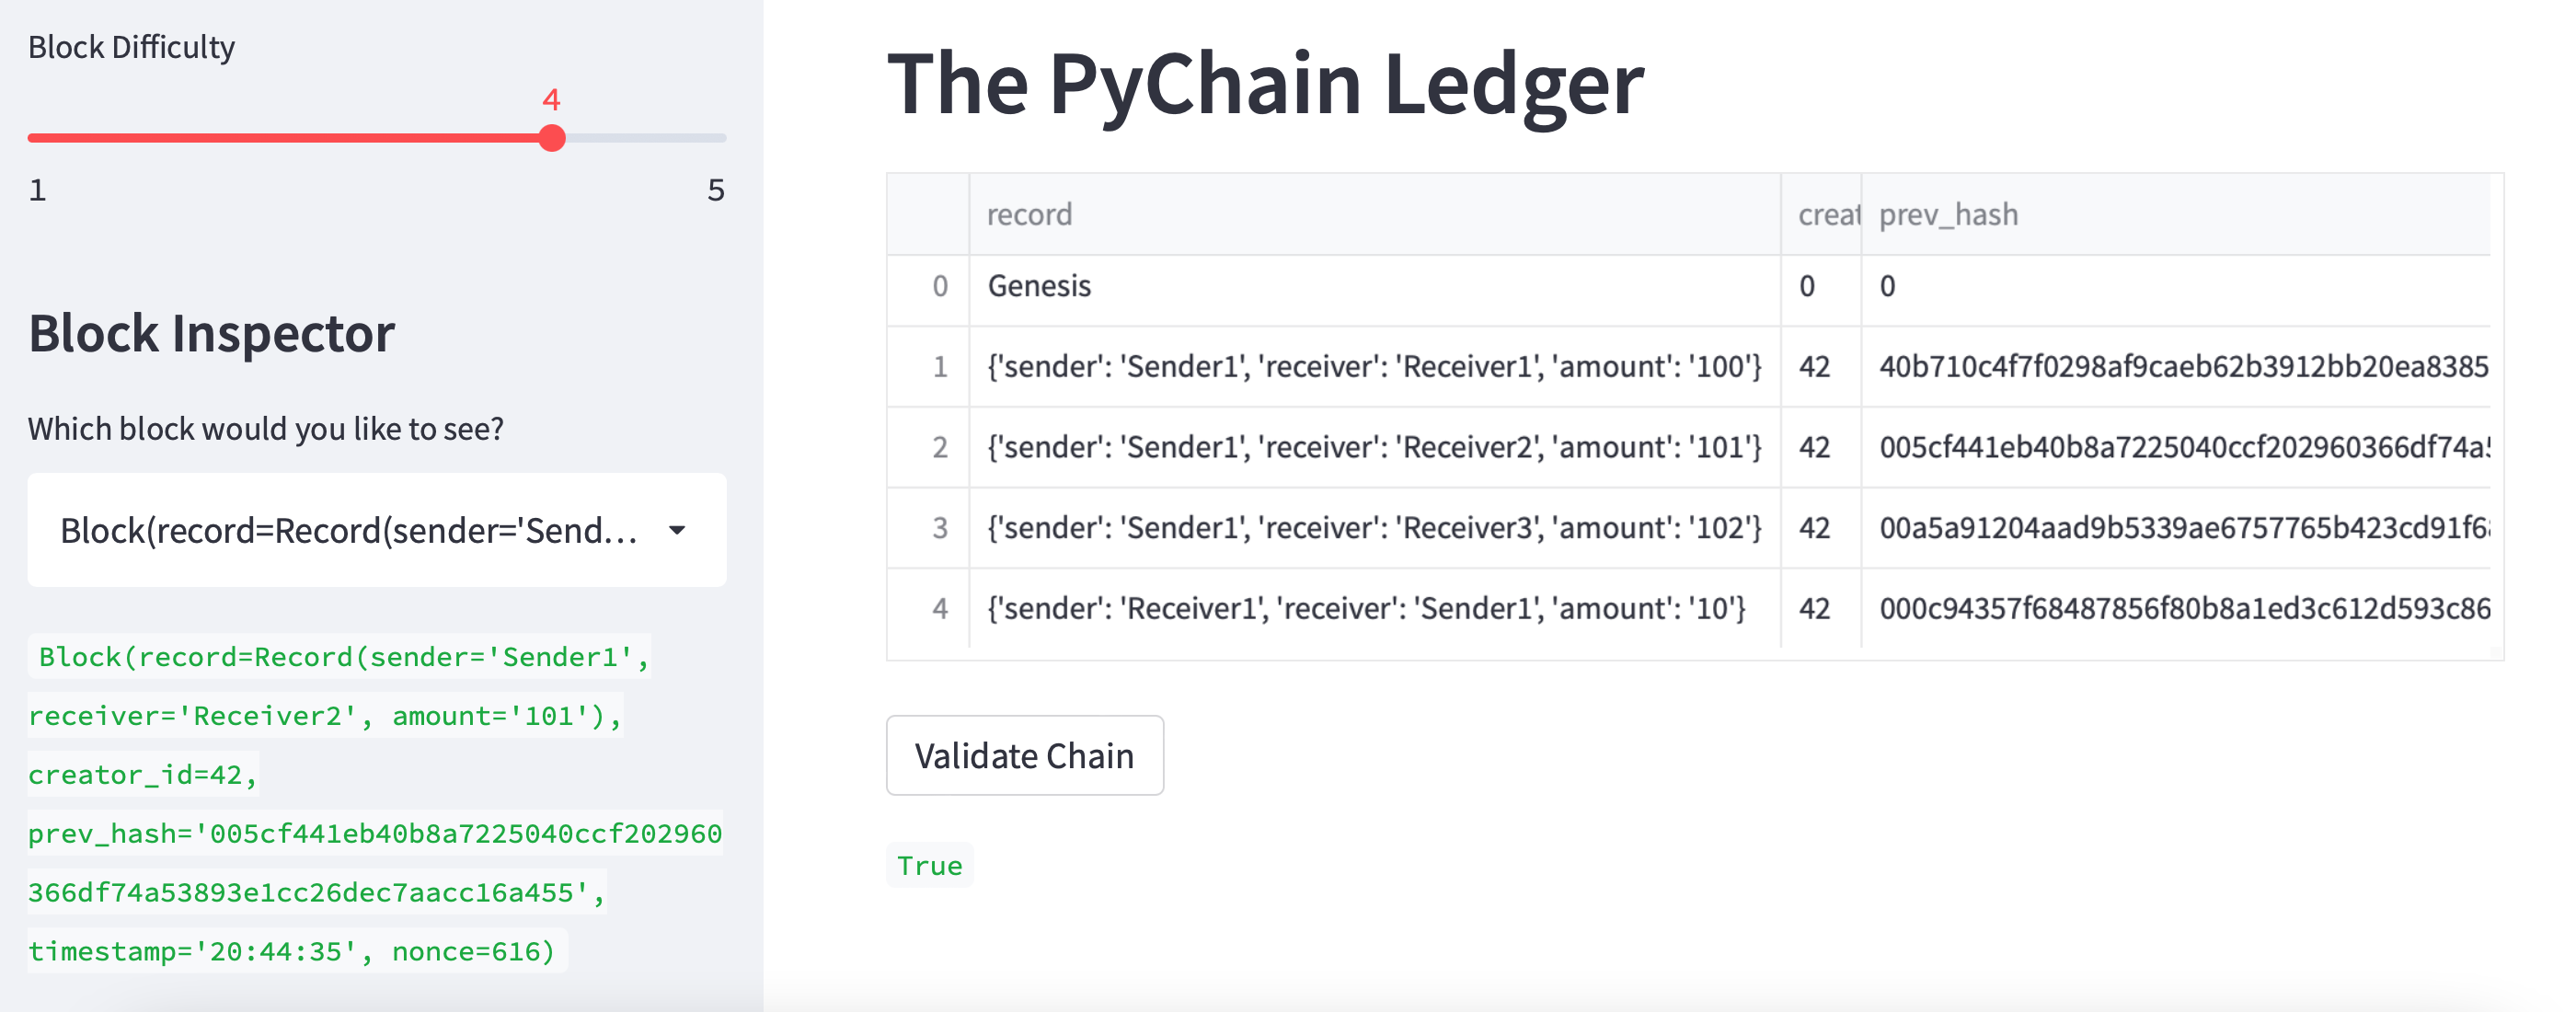 Block Difficulty
4
1 5
Block Inspector
Which block would you like to see?
Block(record=Record(sender='Send...
Block(record=Record(sender='Sender1',
receiver='Receiver2', amount='101'),
creator_id=42,
prev_hash='005cf441eb40b8a7225040ccf202960
366df74a53893e1cc26dec7aacc16a455',
timestamp='20:44:35', nonce=616)
The PyChain Ledger
record creat prev_hash
0 Genesis 0 0
1 {'sender': 'Sender1', 'receiver': 'Receiver1', 'amount': '100'} 42 40b710c4f7f0298af9caeb62b3912bb20ea8385
2 {'sender': 'Sender1', 'receiver': 'Receiver2', 'amount': '101'} 42 005cf441eb40b8a7225040ccf202960366df74a5
3 {'sender': 'Sender1', 'receiver': 'Receiver3', 'amount': '102'} 42 00a5a91204aad9b5339ae6757765b423cd91f6
4 {'sender': 'Receiver1', 'receiver': 'Sender1', 'amount': '10'} 42 000c94357f68487856f80b8a1ed3c612d593c86
Validate Chain
True